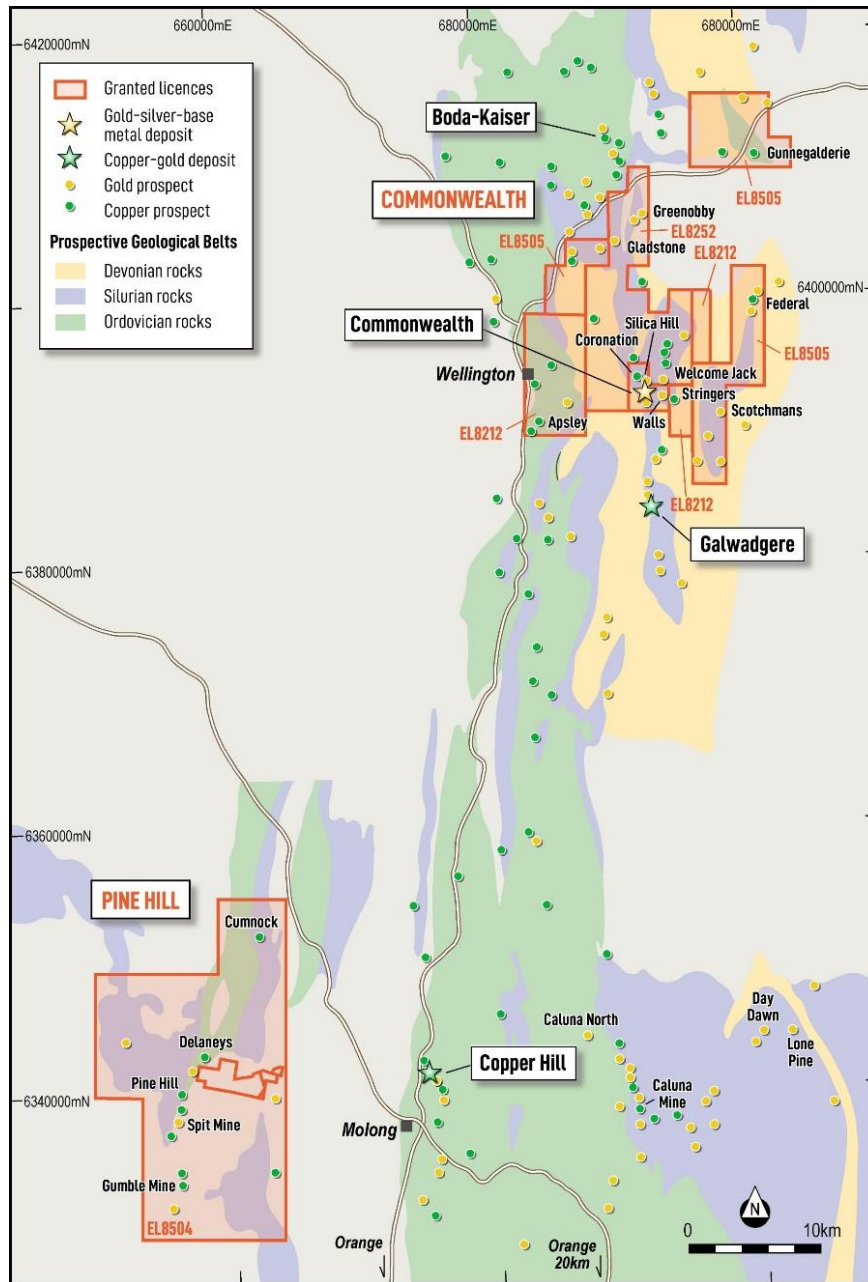 660000mE
680000mE
680000mE
6420000mN
Granted licences
Gold-silver-base
metal deposit
Copper-gold deposit
Gold prospect
Copper prospect
Prospective Geological Belts
Devonian rocks
Silurian rocks
Ordovician rocks
Boda-Kaiser
Gunnegalderie
COMMONWEALTH
EL8505
Greenobby
EL8252
Gladstone
EL8505
EL8212
6400000mN
Federal
Commonwealth
Silica Hill
Coronation
EL8505
Wellington
Welcome Jack
Stringers
Scotchmans
Walls
EL8212
Apsley
EL8212
Galwadgere
6380000mN
6360000mN
PINE HILL
Cumnock
Day
Dawn
Caluna North
Lone
Pine
Delaneys
Copper Hill
Pine Hill
Caluna
Mine
6340000mN
Spit Mine
Molong
Gumble Mine
EL8504
0
10km
Orange
Orange
20km
N